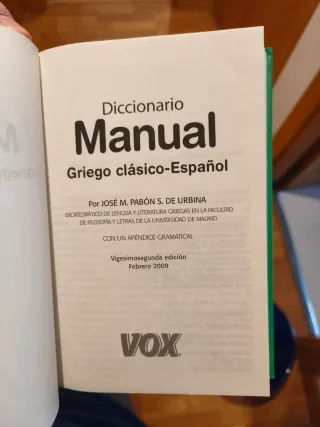 Diccionario
Manual
Griego clásico-Español
Por JOSÉ M. PABÓN S. DE URBINA
EXCATEDRÁTICO DE LENGUA Y LITERATURA GRIEGAS EN LA FACULTAD
DE FILOSOFÍA Y LETRAS DE LA UNIVERSIDAD DE MADRID
CON UN APÉNDICE GRAMATICAL
Vigesimosegunda edición
Febrero 2009
VOX